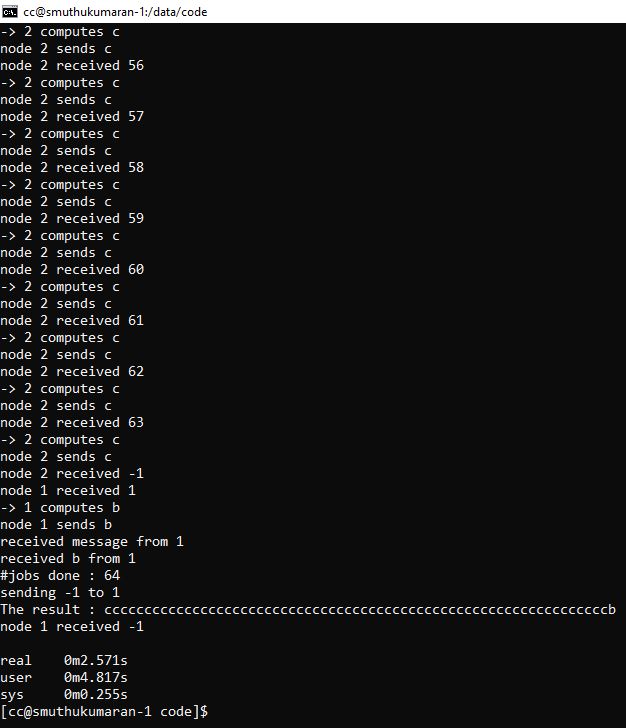 cc@smuthukumaran-1:/data/code
-> 2 computes c
node 2 sends c
node 2 received 56
-> 2 computes c
node 2 sends c
node 2 received 57
-> 2 computes c
node 2 sends c
node 2 received 58
-> 2 computes c
node 2 sends c
node 2 received 59
-> 2 computes c
node 2 sends c
node 2 received 60
-> 2 computes c
node 2 sends c
node 2 received 61
-> 2 computes c
node 2 sends c
node 2 received 62
-> 2 computes c
node 2 sends c
node 2 received 63
-> 2 computes c
node 2 sends c
node 2 received -1
node 1 received 1
-> 1 computes b
node 1 sends b
received message from 1
received b from 1
#jobs done : 64
sending -1 to 1
The result : cccccccccccccccccccccccccccccccccccccccccccccccccccccccccccccccb
node 1 received -1
real    0m2.571s
user    0m4.817s
sys     0m0.255s
[cc@smuthukumaran-1 code]$